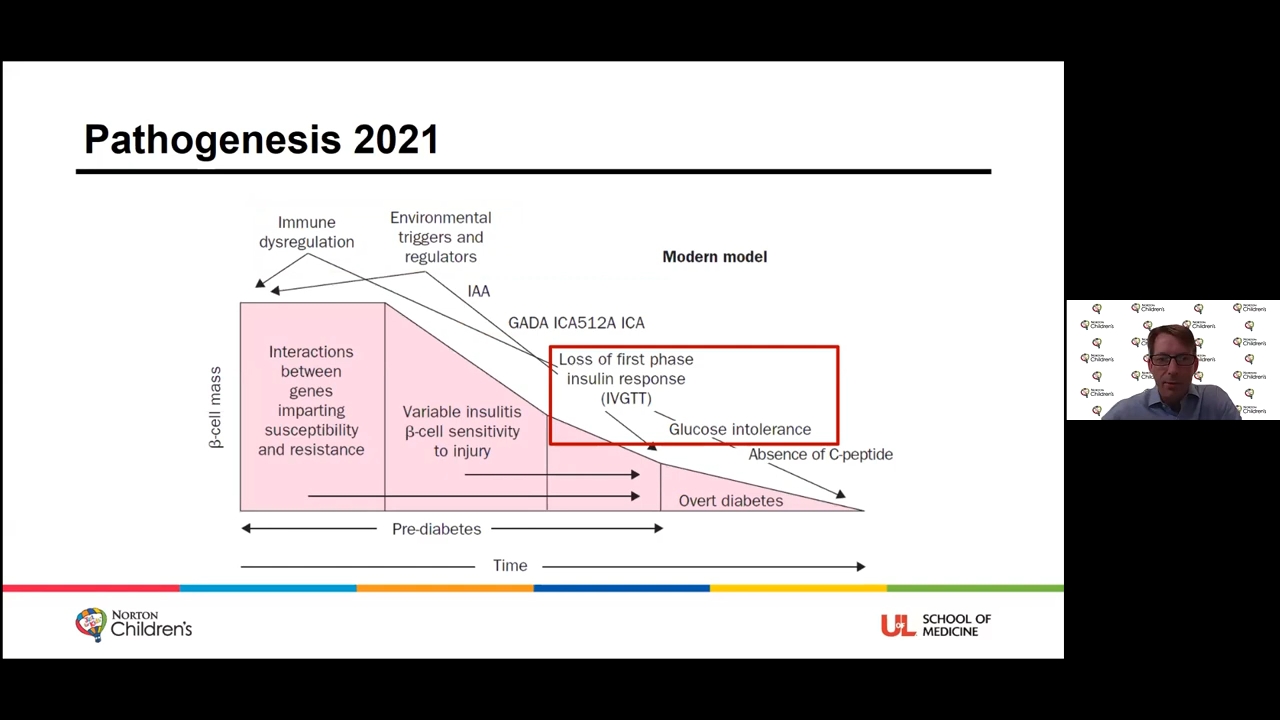 Pathogenesis 2021
Immune
dysregulation
Environmental
triggers and
regulators
Modern model
IAA
GADA ICA512A ICA
Loss of first phase
insulin response
(IVGTT)
Glucose intolerance
Absence of C-peptide
β-cell mass
Interactions
between
genes
imparting
susceptibility
and resistance
Variable insulitis
β-cell sensitivity
to injury
Overt diabetes
Pre-diabetes
Time
NORTON
Children's
UofL
SCHOOL OF
MEDICINE